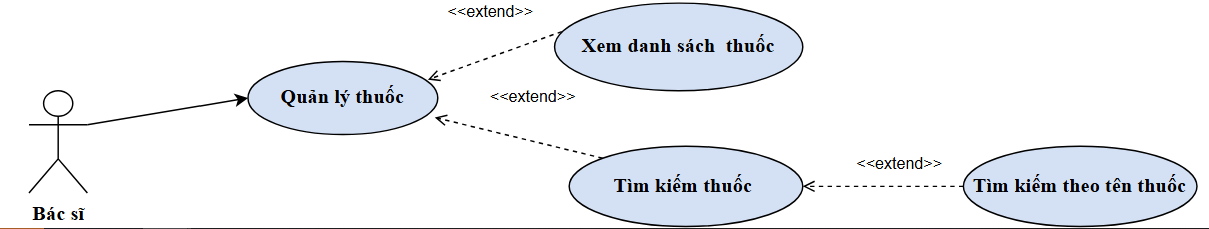 <<extend>>
Xem danh sách thuốc
Quản lý thuốc
<<extend>>
<<extend>>
Tìm kiếm thuốc
Tìm kiếm theo tên thuốc
Bác sĩ